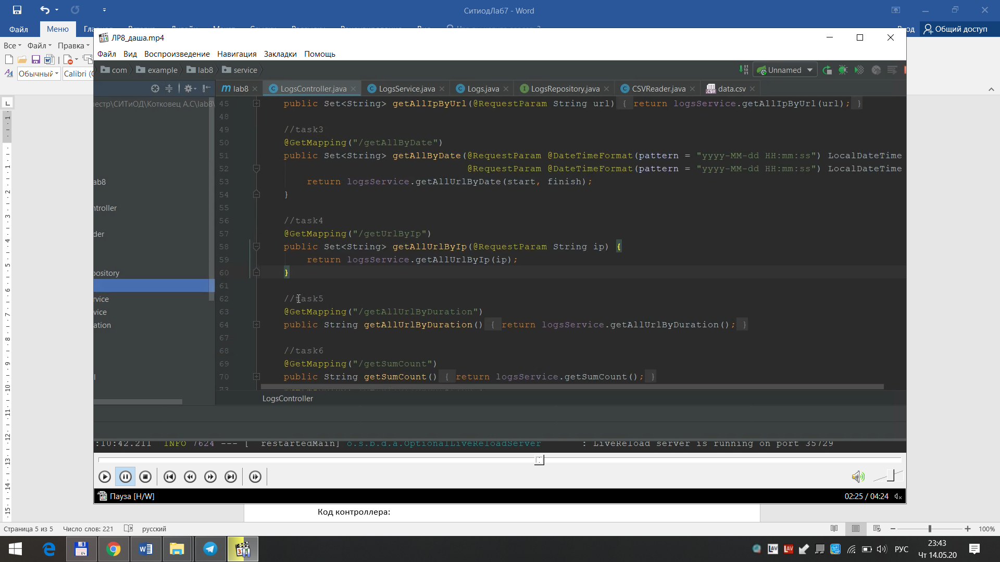 СитиодЛаб7 - Word
Файл
Меню
Вход
Общий доступ
Все
Файл
Правка
Обычный
Calibri (
ЛР8_даша.mp4
Файл Вид Воспроизведение Навигация Закладки Помощь
com example lab8 service
Unnamed
lab8
LogsController.java
LogsService.java
Logs.java
LogsRepository.java
CSVReader.java
data.csv
естр\СИТиОД\Котковец А.С\lab8\
ab8
ntroller
der
pository
rvice
vice
ation
45 public Set<String> getAllIpByUrl(@RequestParam String url) { return logsService.getAllIpByUrl(url); }
48
49 //task3
50 @GetMapping("/getAllByDate")
51 public Set<String> getAllByDate(@RequestParam @DateTimeFormat(pattern = "yyyy-MM-dd HH:mm:ss") LocalDateTime
52 @RequestParam @DateTimeFormat(pattern = "yyyy-MM-dd HH:mm:ss") LocalDateTime
53 return logsService.getAllUrlByDate(start, finish);
54 }
55
56 //task4
57 @GetMapping("/getUrlByIp")
58 public Set<String> getAllUrlByIp(@RequestParam String ip) {
59 return logsService.getAllUrlByIp(ip);
60 }
61
62 //task5
63 @GetMapping("/getAllUrlByDuration")
64 public String getAllUrlByDuration() { return logsService.getAllUrlByDuration(); }
67
68 //task6
69 @GetMapping("/getSumCount")
70 public String getSumCount() { return logsService.getSumCount(); }
73
LogsController
:10:42.211 INFO 7624 --- [ restartedMain] o.s.b.d.a.OptionalLiveReloadServer : LiveReload server is running on port 35729
Пауза [H/W]
02:25 / 04:24
Код контроллера:
Страница 5 из 5 Число слов: 221 русский
100%
РУС
23:43
Чт 14.05.20